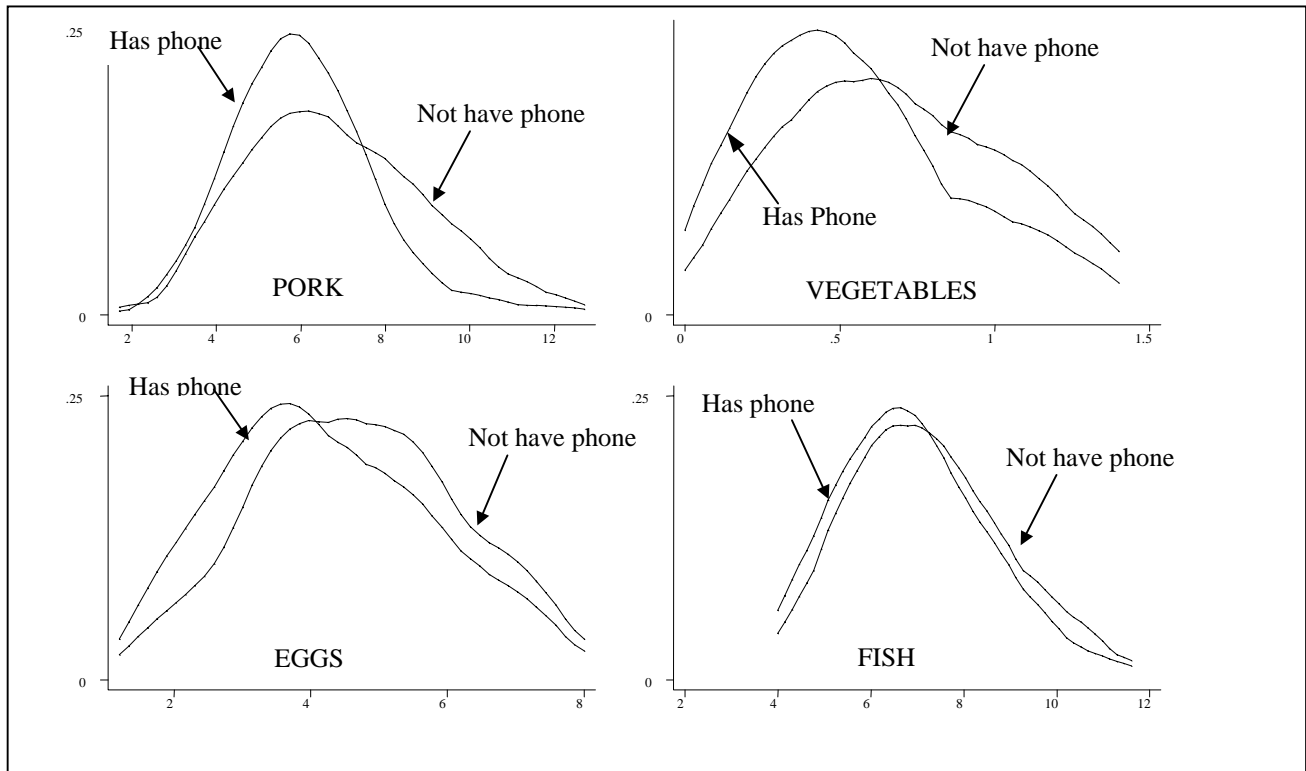 .25
Has phone
Not have phone
PORK
0
2 4 6 8 10 12
Not have phone
Has Phone
VEGETABLES
0
0 .5 1 1.5
.25
Has phone
Not have phone
EGGS
0
2 4 6 8
.25
Has phone
Not have phone
FISH
0
2 4 6 8 10 12